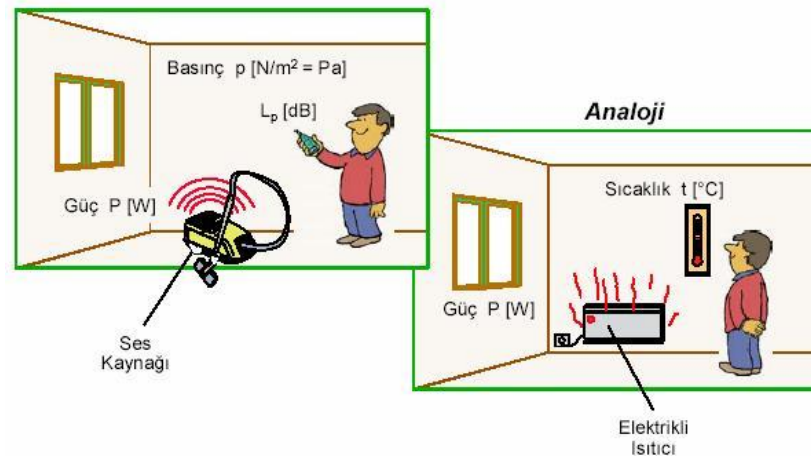 Basınç p [N/m² = Pa]
Lp [dB]
Güç P [W]
Ses
Kaynağı
Analoji
Sıcaklık t [°C]
Güç P [W]
Elektrikli
Isıtıcı